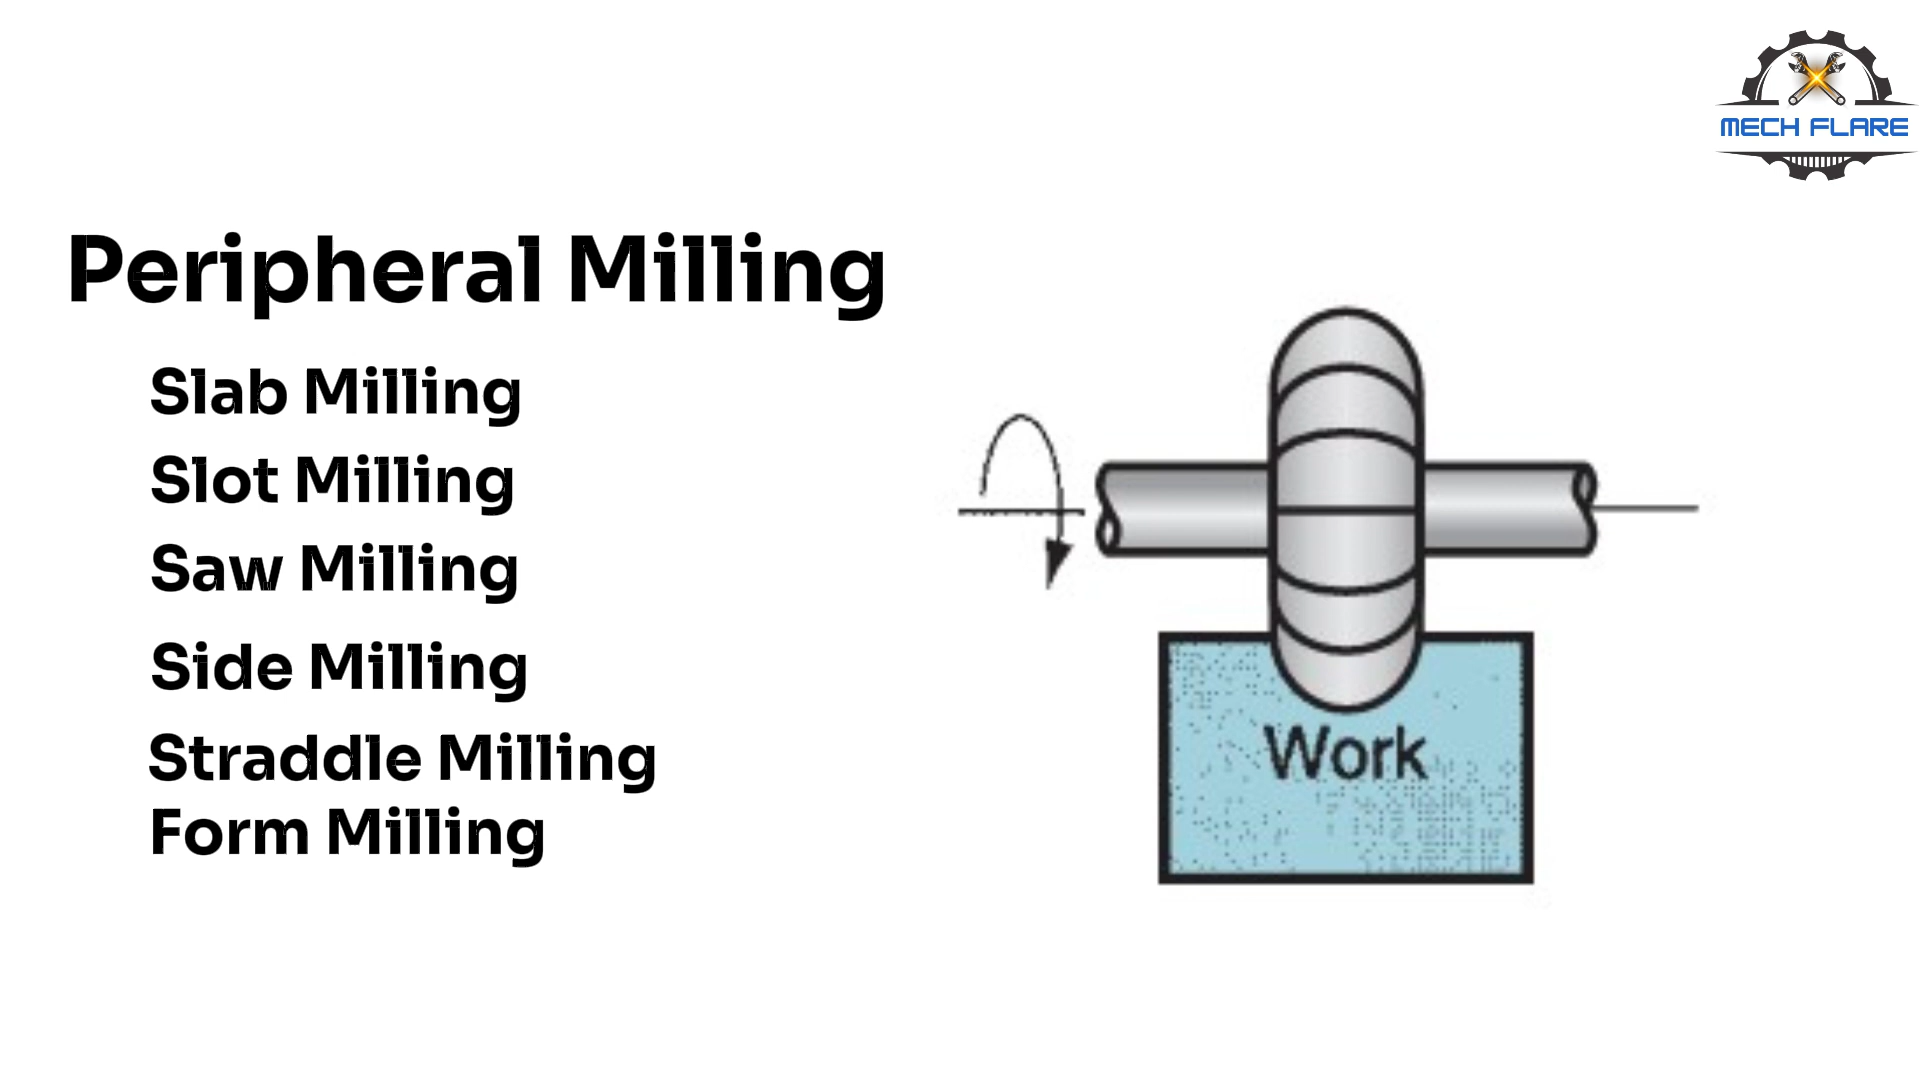 MECH FLARE
Peripheral Milling
Slab Milling
Slot Milling
Saw Milling
Side Milling
Straddle Milling
Form Milling
Work